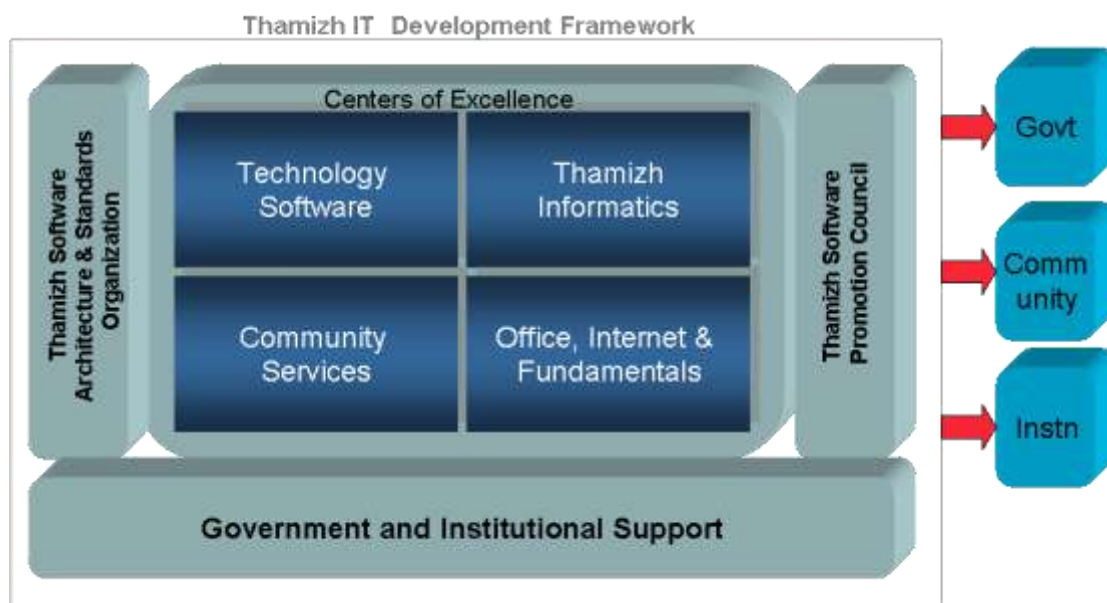 Thamizh IT Development Framework
Thamizh Software
Architecture & Standards
Organization
Centers of Excellence
Technology
Software
Thamizh
Informatics
Community
Services
Office, Internet &
Fundamentals
Thamizh Software
Promotion Council
Government and Institutional Support
Govt
Comm
unity
Instn